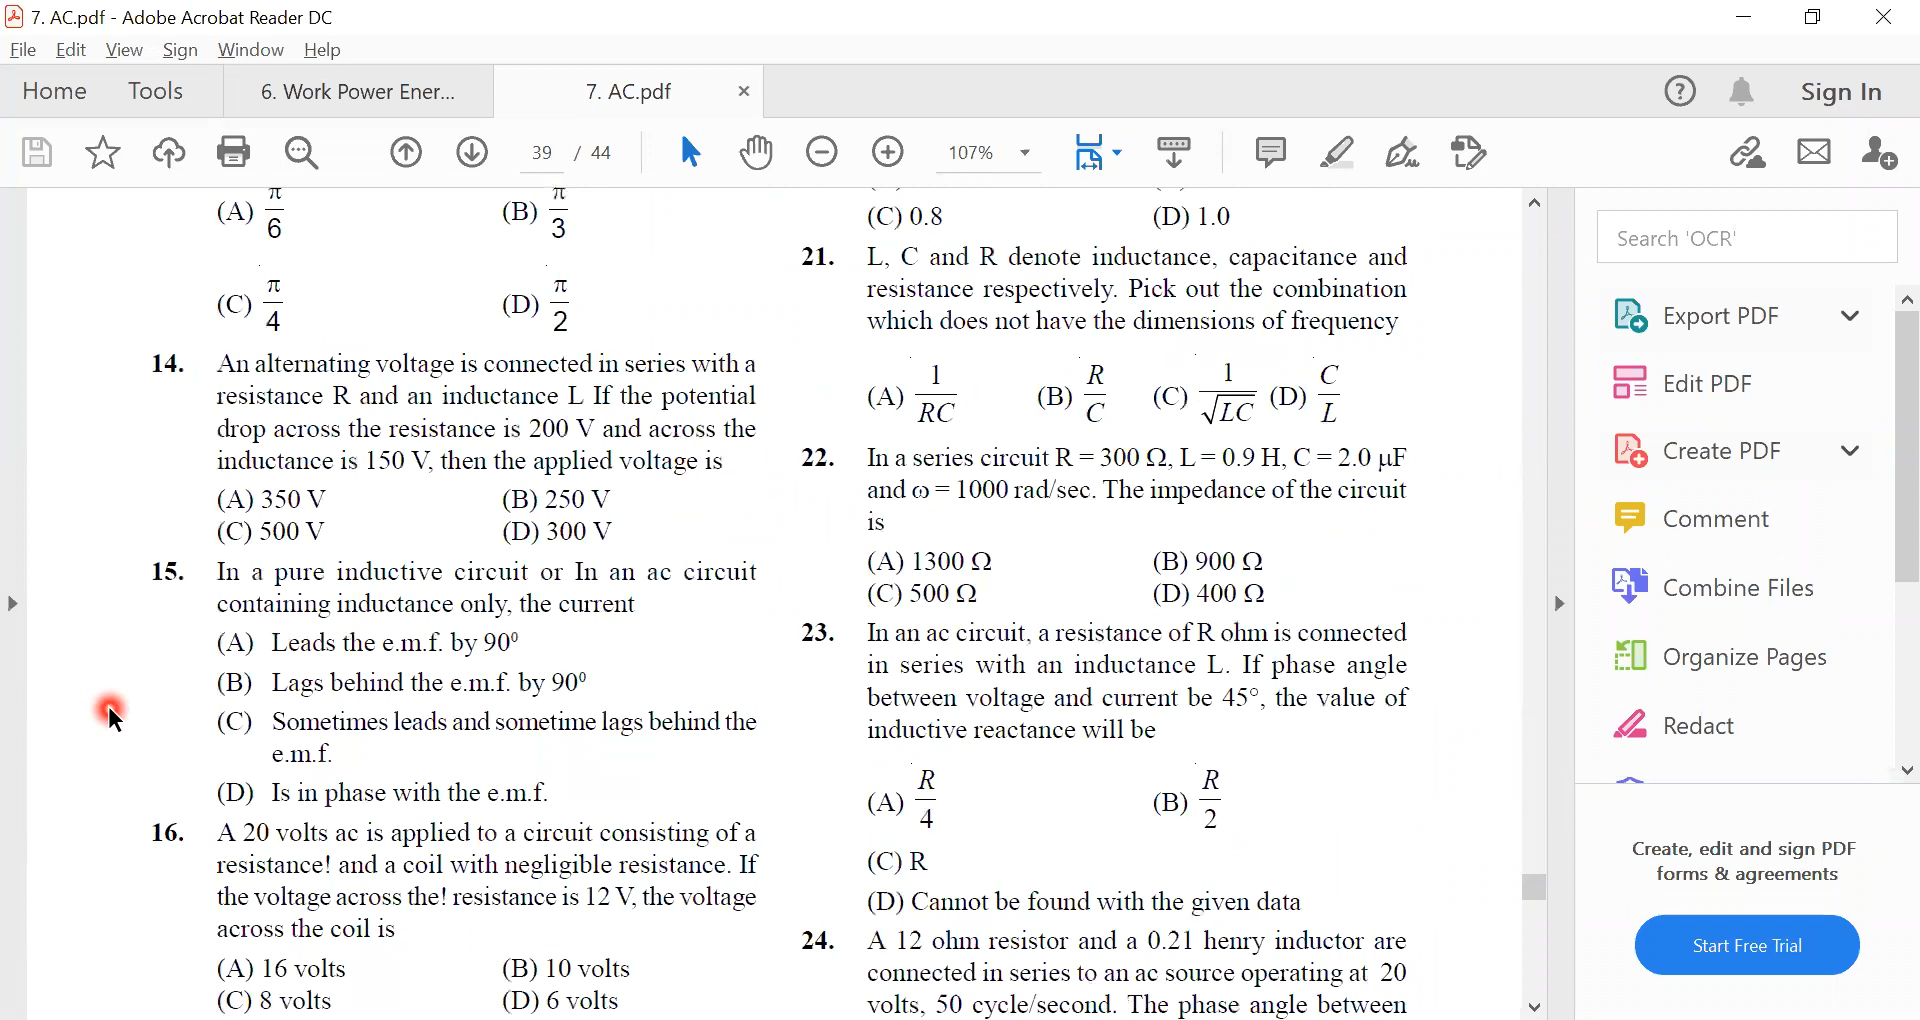 7. AC.pdf - Adobe Acrobat Reader DC
File Edit View Sign Window Help
Home Tools 6. Work Power Ener... 7. AC.pdf × Sign In
39 / 44 107%
(A) π/6 (B) π/3
(C) π/4 (D) π/2
14. An alternating voltage is connected in series with a
resistance R and an inductance L If the potential
drop across the resistance is 200 V and across the
inductance is 150 V, then the applied voltage is
(A) 350 V (B) 250 V
(C) 500 V (D) 300 V
15. In a pure inductive circuit or In an ac circuit
containing inductance only, the current
(A) Leads the e.m.f. by 90⁰
(B) Lags behind the e.m.f. by 90⁰
(C) Sometimes leads and sometime lags behind the
e.m.f.
(D) Is in phase with the e.m.f.
16. A 20 volts ac is applied to a circuit consisting of a
resistance! and a coil with negligible resistance. If
the voltage across the! resistance is 12 V, the voltage
across the coil is
(A) 16 volts (B) 10 volts
(C) 8 volts (D) 6 volts
(C) 0.8 (D) 1.0
21. L, C and R denote inductance, capacitance and
resistance respectively. Pick out the combination
which does not have the dimensions of frequency
(A) 1/RC (B) R/C (C) 1/√LC (D) C/L
22. In a series circuit R = 300 Ω, L = 0.9 H, C = 2.0 μF
and ω = 1000 rad/sec. The impedance of the circuit
is
(A) 1300 Ω (B) 900 Ω
(C) 500 Ω (D) 400 Ω
23. In an ac circuit, a resistance of R ohm is connected
in series with an inductance L. If phase angle
between voltage and current be 45°, the value of
inductive reactance will be
(A) R/4 (B) R/2
(C) R
(D) Cannot be found with the given data
24. A 12 ohm resistor and a 0.21 henry inductor are
connected in series to an ac source operating at 20
volts, 50 cycle/second. The phase angle between
Search 'OCR'
Export PDF
Edit PDF
Create PDF
Comment
Combine Files
Organize Pages
Redact
Create, edit and sign PDF
forms & agreements
Start Free Trial